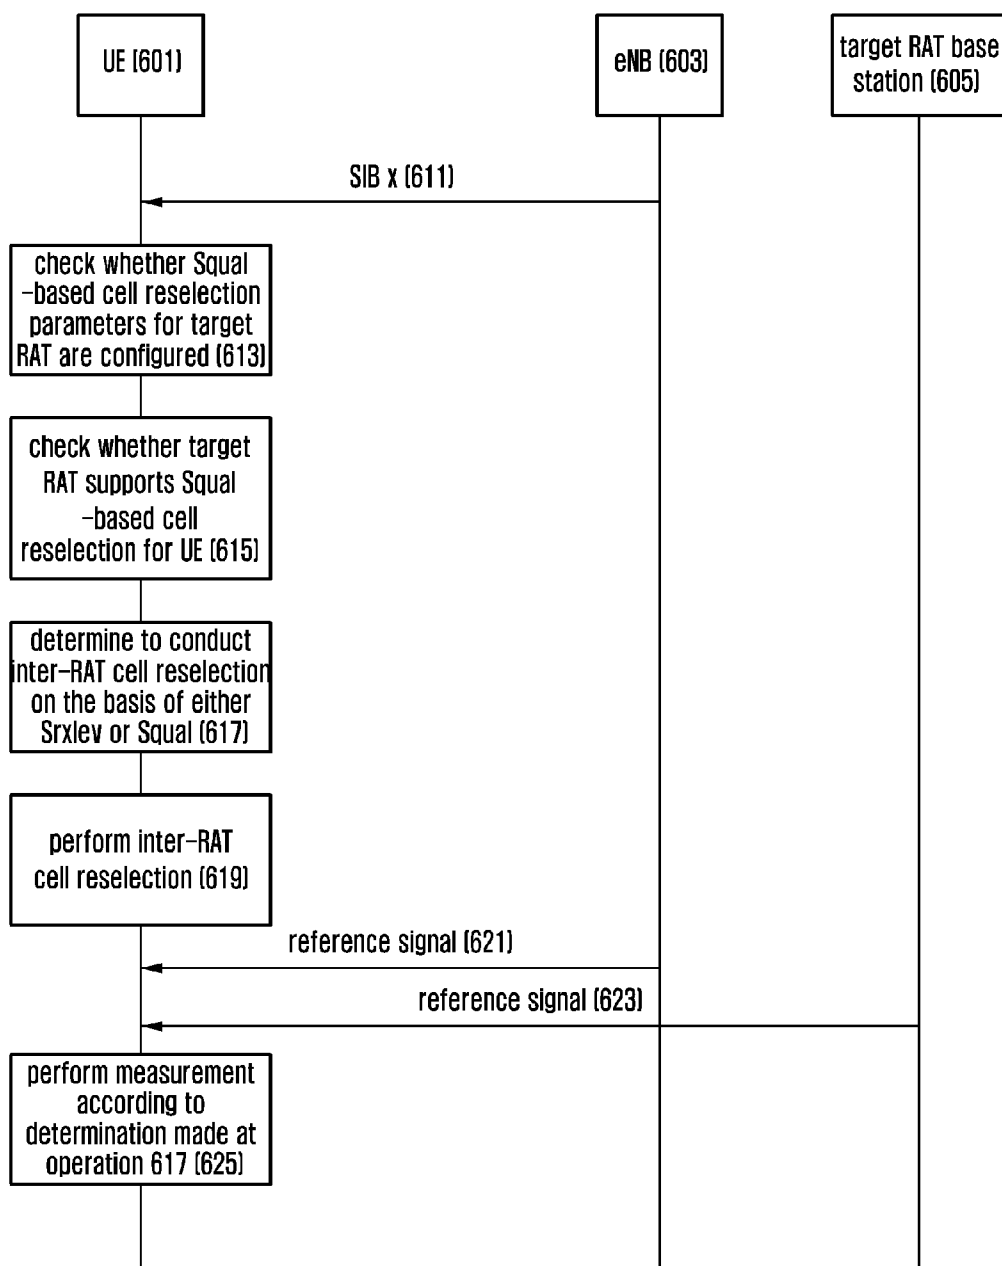 UE (601)
eNB (603)
target RAT base
station (605)
SIB x (611)
check whether Squal
-based cell reselection
parameters for target
RAT are configured (613)
check whether target
RAT supports Squal
-based cell
reselection for UE (615)
determine to conduct
inter-RAT cell reselection
on the basis of either
Srxlev or Squal (617)
perform inter-RAT
cell reselection (619)
reference signal (621)
reference signal (623)
perform measurement
according to
determination made at
operation 617 (625)